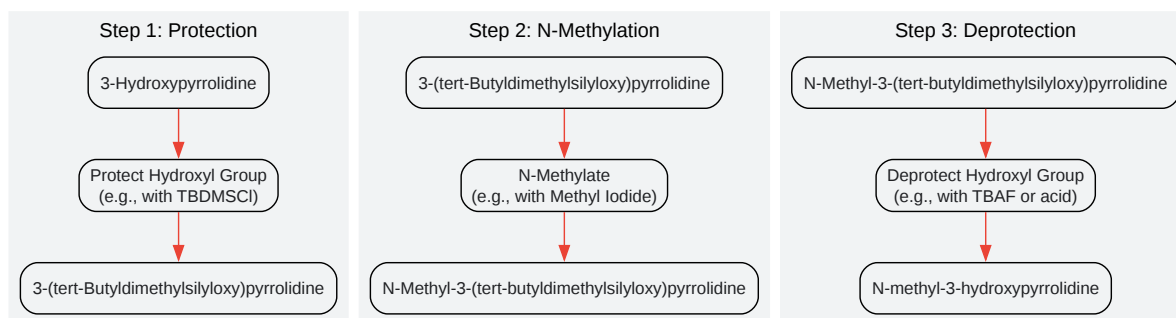 Step 1: Protection
3-Hydroxypyrrolidine
Protect Hydroxyl Group
(e.g., with TBDMSCl)
3-(tert-Butyldimethylsilyloxy)pyrrolidine
Step 2: N-Methylation
3-(tert-Butyldimethylsilyloxy)pyrrolidine
N-Methylate
(e.g., with Methyl Iodide)
N-Methyl-3-(tert-butyldimethylsilyloxy)pyrrolidine
Step 3: Deprotection
N-Methyl-3-(tert-butyldimethylsilyloxy)pyrrolidine
Deprotect Hydroxyl Group
(e.g., with TBAF or acid)
N-methyl-3-hydroxypyrrolidine